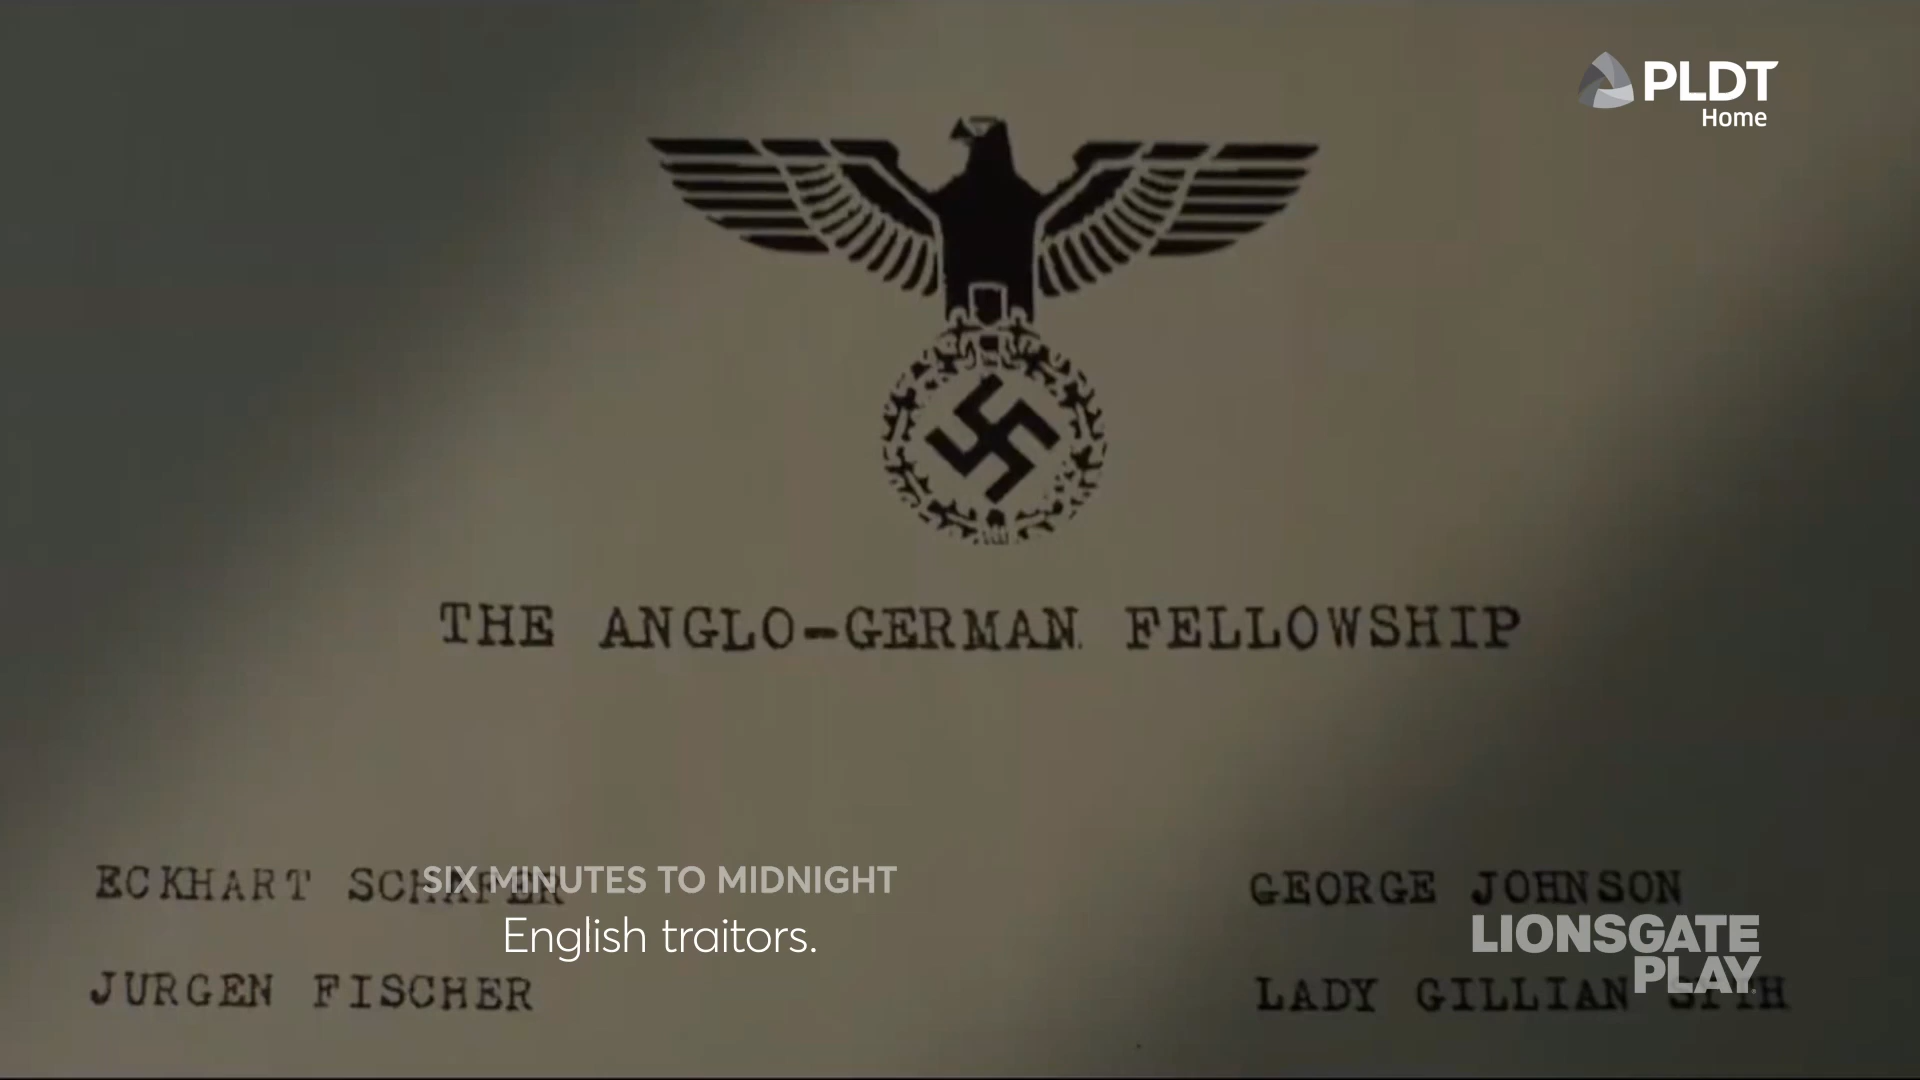 PLDT
Home
THE ANGLO-GERMAN FELLOWSHIP
ECKHART SCHAFER
GEORGE JOHNSON
SIX MINUTES TO MIDNIGHT
English traitors.
LIONSGATE
PLAY
JURGEN FISCHER
LADY GILLIAN